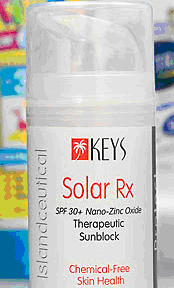 KEYS
Solar Rx
SPF 30+ Nano-Zinc Oxide
Therapeutic
Sunblock
Chemical-Free
Skin Health
Islandceutical